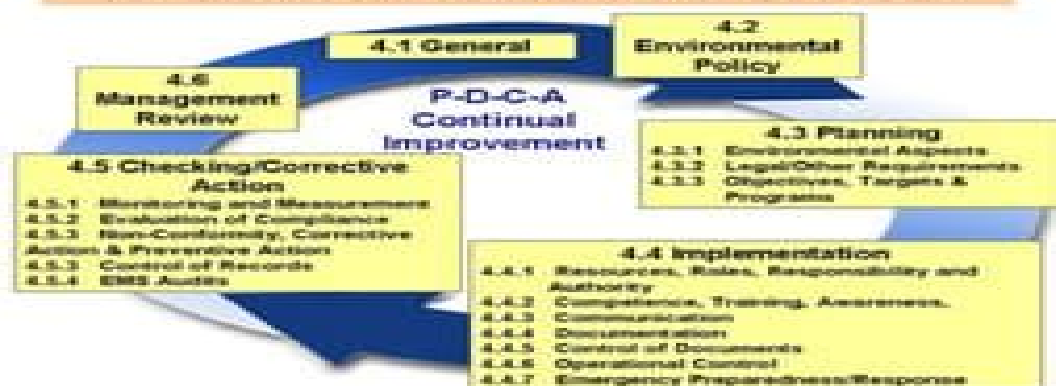 4.1 General
4.2
Environmental
Policy
4.6
Management
Review
P-D-C-A
Continual
Improvement
4.3 Planning
4.3.1 Environmental Aspects
4.3.2 Legal/Other Requirements
4.3.3 Objectives, Targets &
Programs
4.5 Checking/Corrective
Action
4.5.1 Monitoring and Measurement
4.5.2 Evaluation of Compliance
4.5.3 Non-Conformity, Corrective
Action & Preventive Action
4.5.3 Control of Records
4.5.4 EMS Audits
4.4 Implementation
4.4.1 Resources, Roles, Responsibility and
Authority
4.4.2 Competence, Training, Awareness,
4.4.3 Communication
4.4.4 Documentation
4.4.5 Control of Documents
4.4.6 Operational Control
4.4.7 Emergency Preparedness/Response